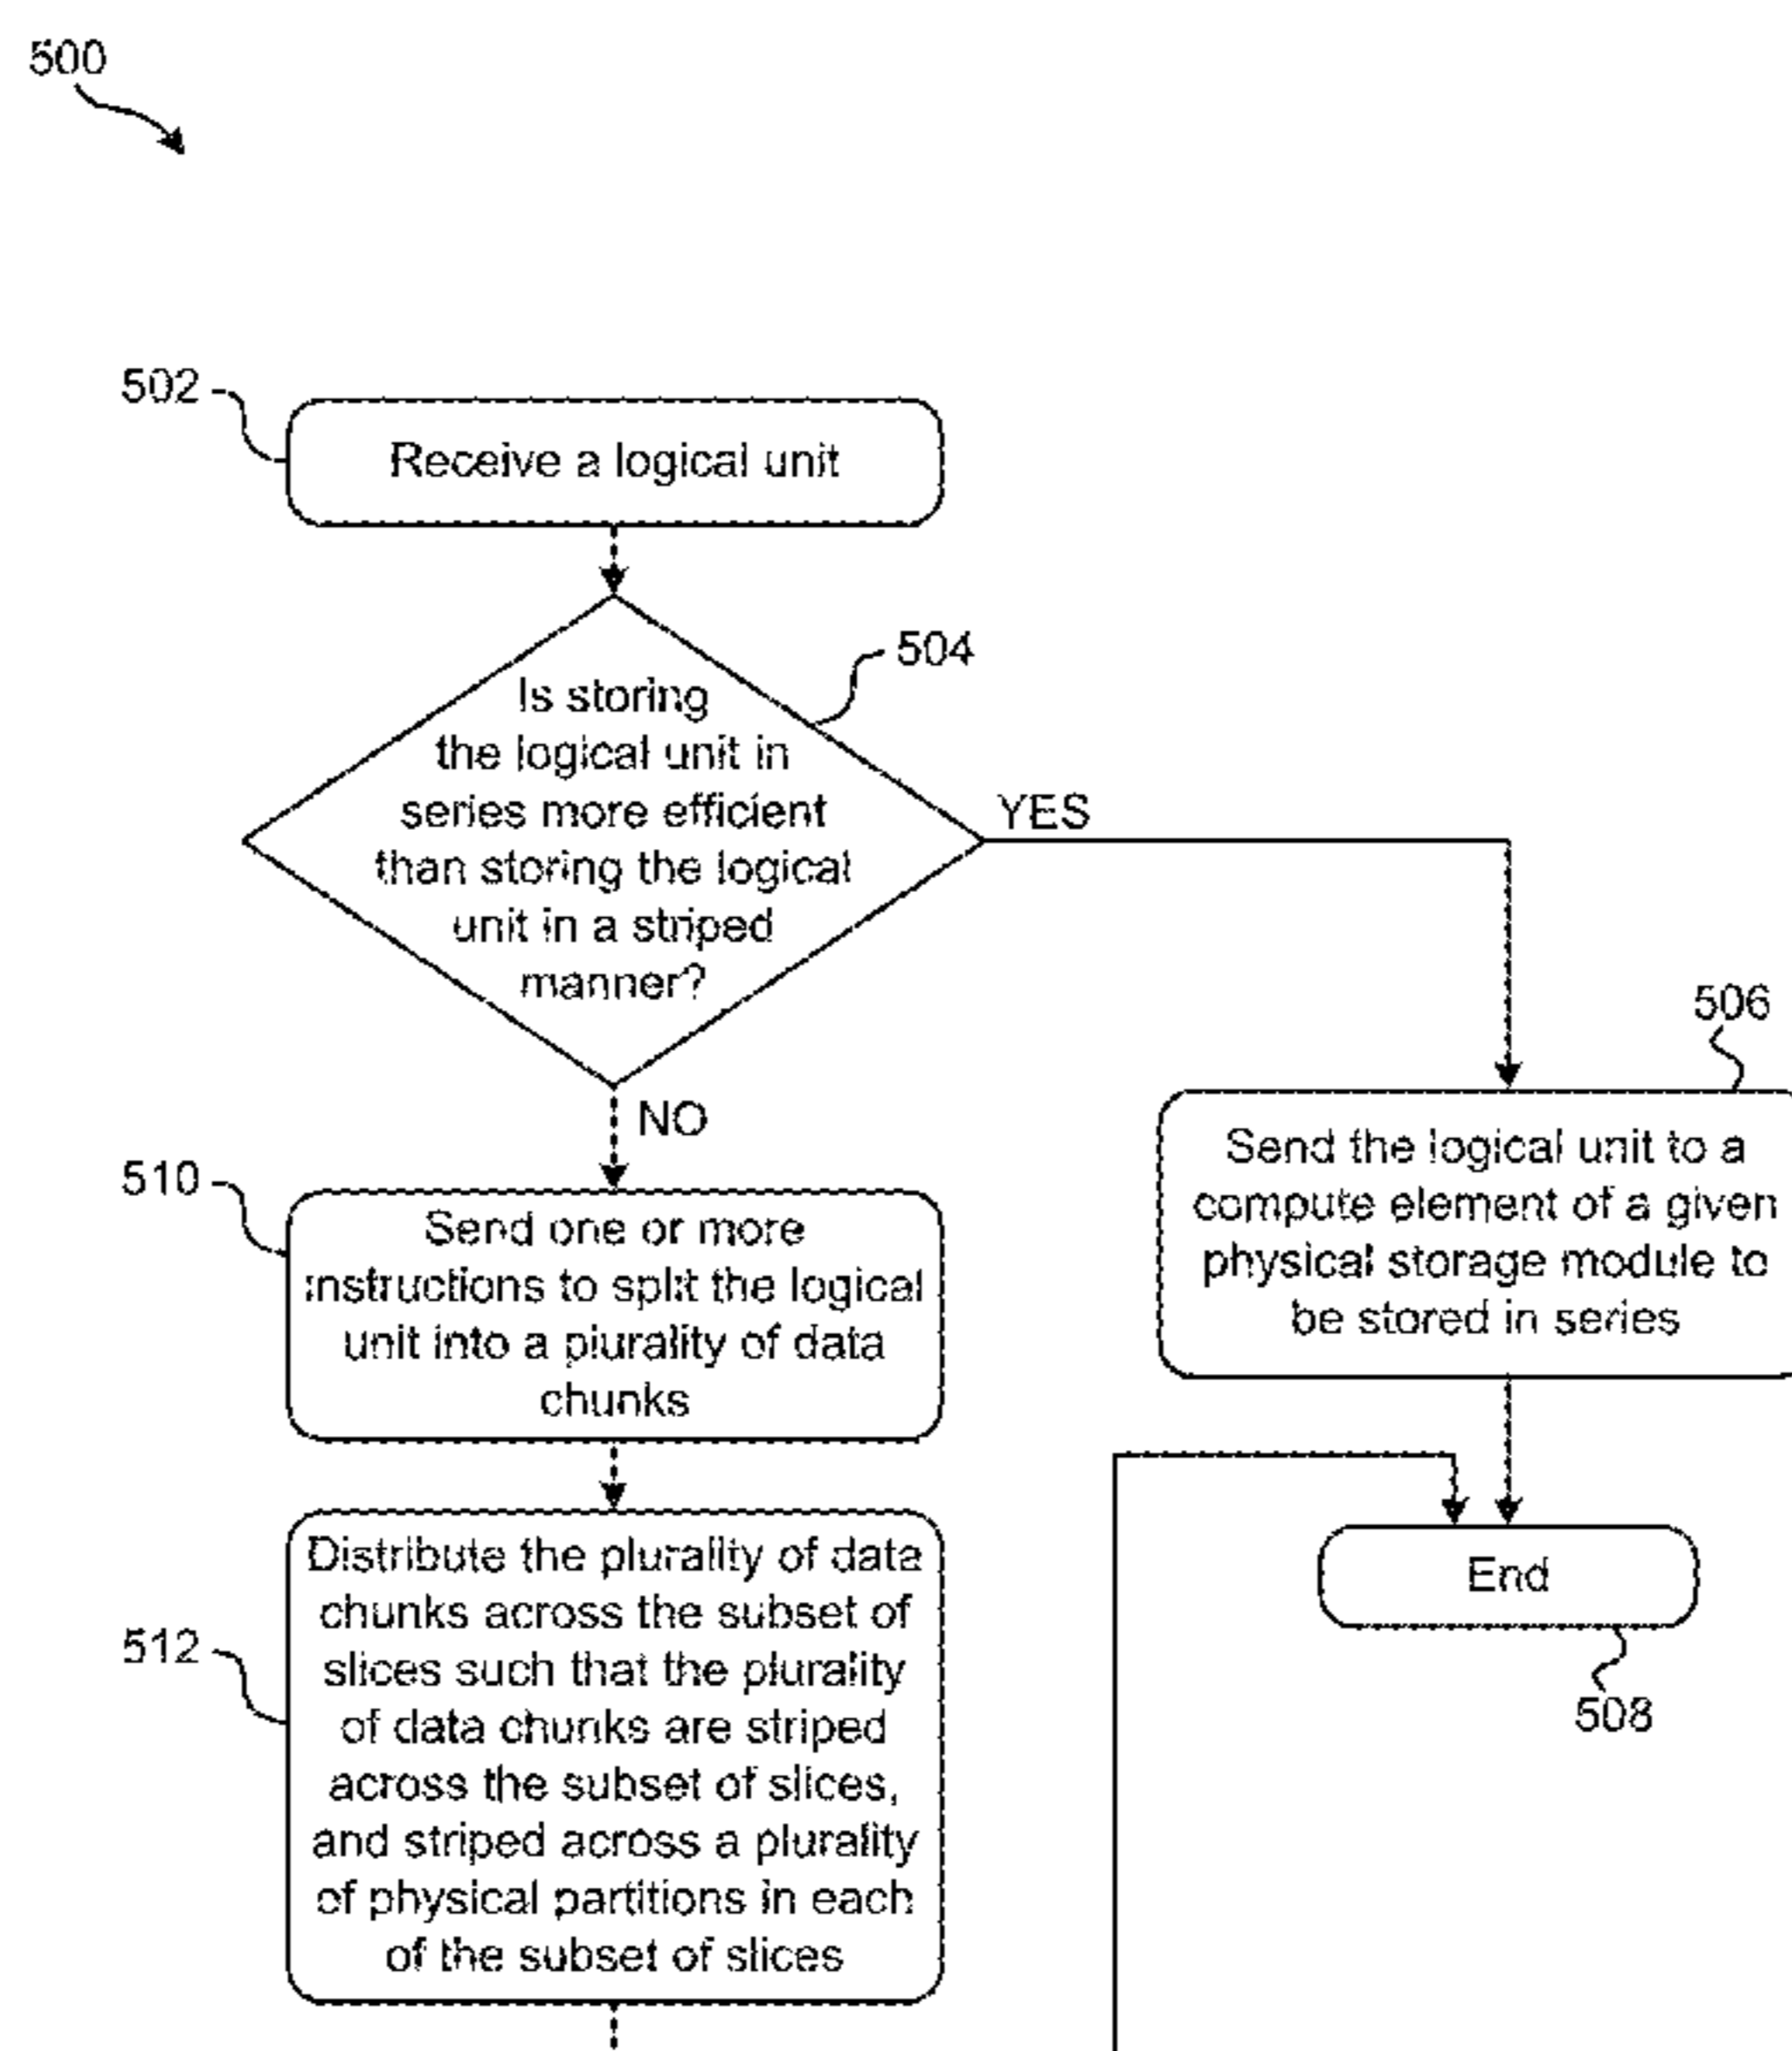 500
502
Receive a logical unit
504
Is storing
the logical unit in
series more efficient
than storing the logical
unit in a striped
manner?
YES
NO
506
Send the logical unit to a
compute element of a given
physical storage module to
be stored in series
510
Send one or more
instructions to split the logical
unit into a plurality of data
chunks
End
508
512
Distribute the plurality of data
chunks across the subset of
slices such that the plurality
of data chunks are striped
across the subset of slices,
and striped across a plurality
of physical partitions in each
of the subset of slices